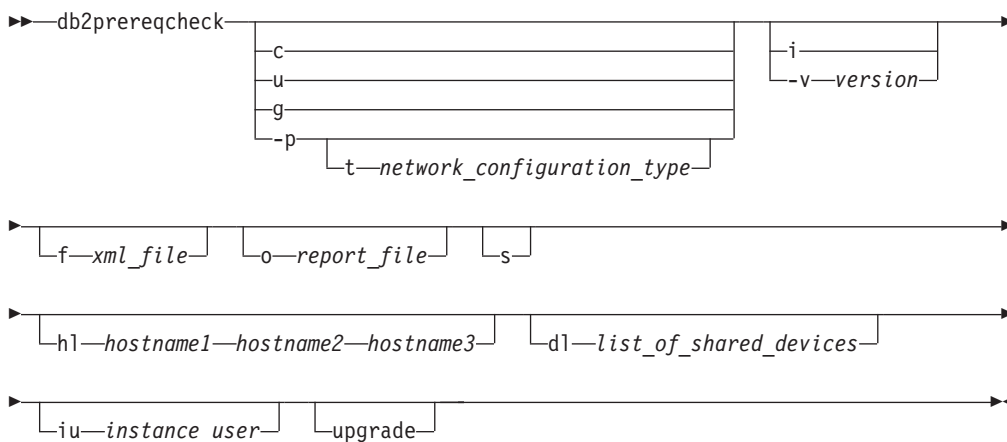 db2prereqcheck
c
i
u
-v version
g
-p
t network_configuration_type
f xml_file
o report_file
s
hl hostname1 hostname2 hostname3
dl list_of_shared_devices
iu instance user
upgrade